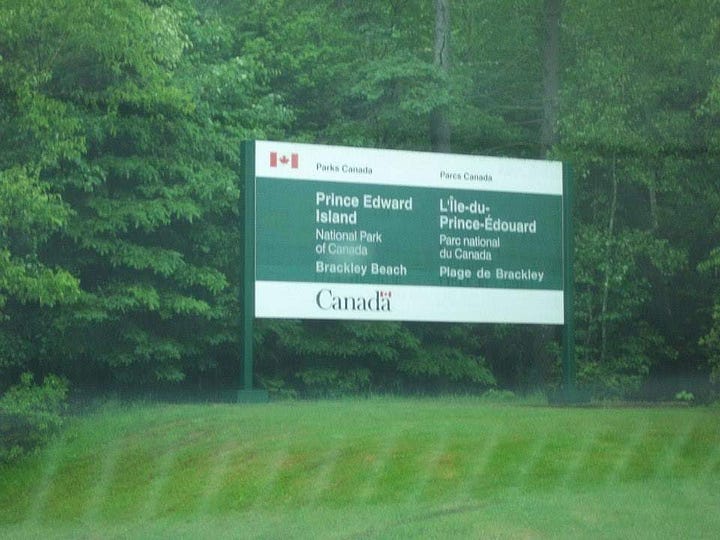 Parks Canada
Prince Edward
Island
National Park
of Canada
Brackley Beach
Parcs Canada
L'Île-du-
Prince-Édouard
Parc national
du Canada
Plage de Brackley
Canada